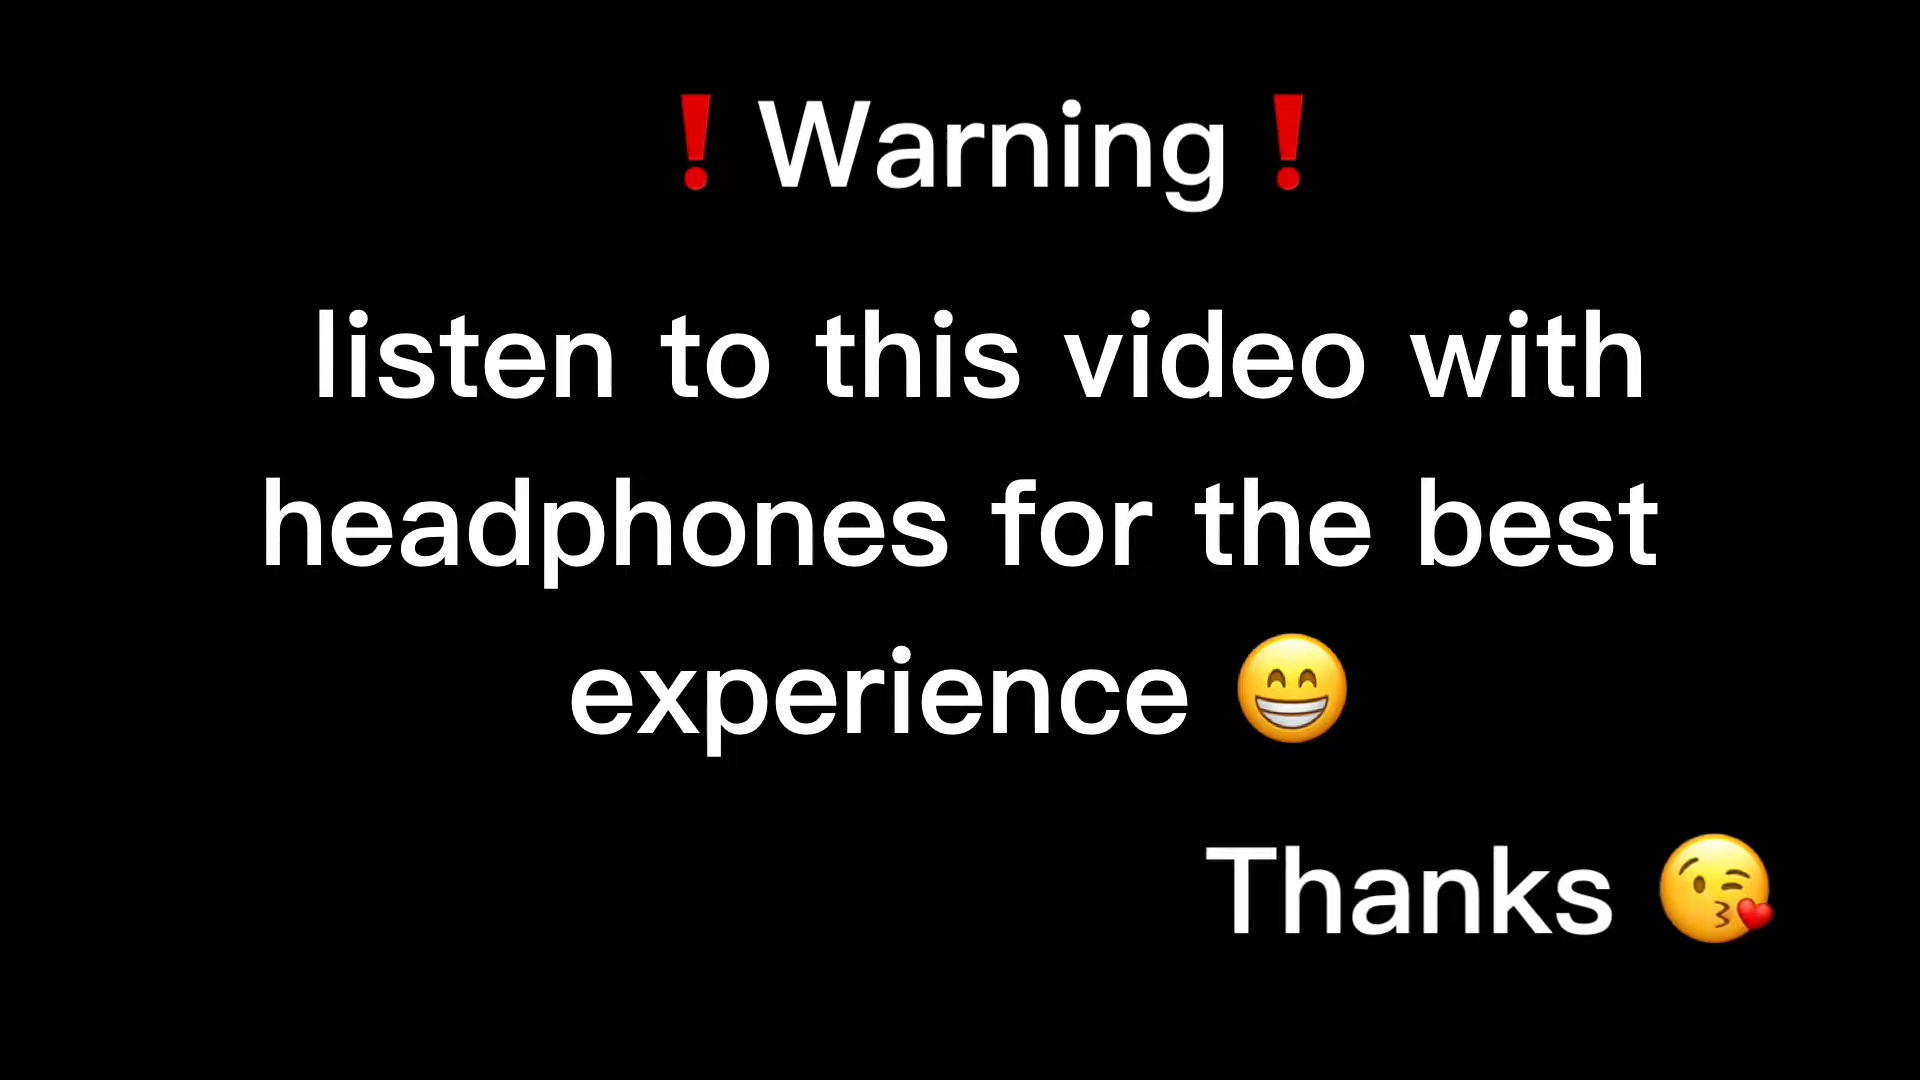 ❗Warning❗
listen to this video with
headphones for the best
experience 😁
Thanks 😘